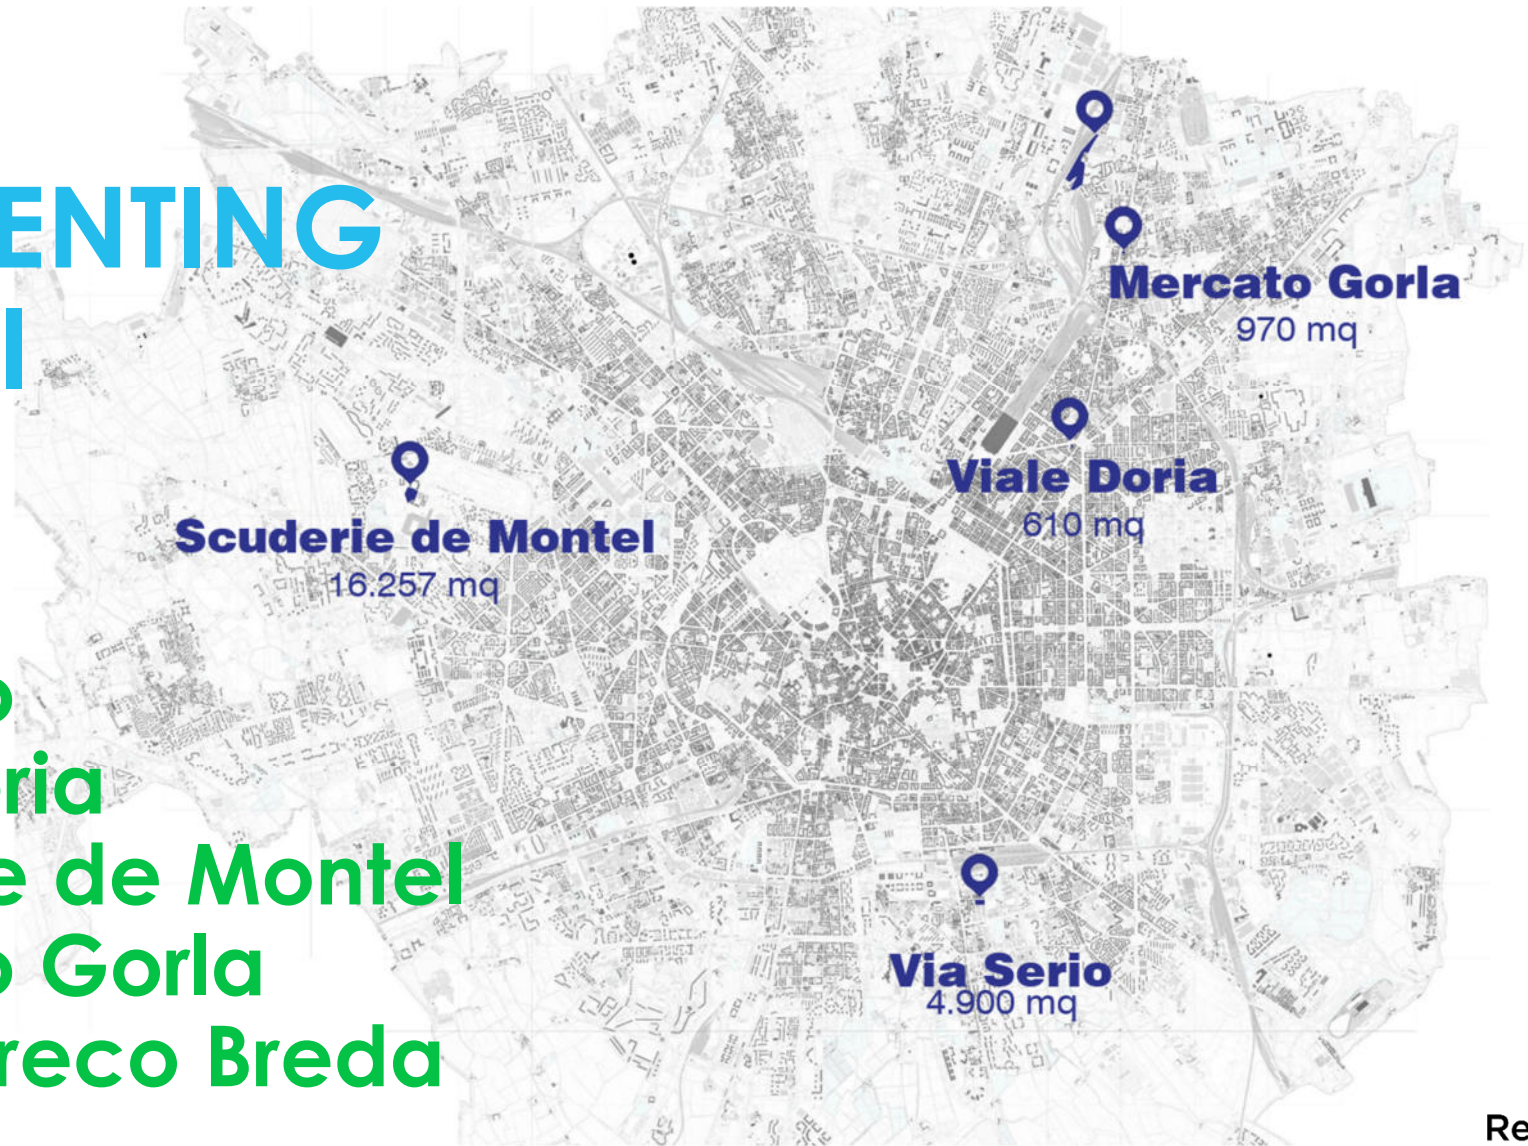 ENTING
Mercato Gorla
970 mq
Viale Doria
610 mq
Scuderie de Montel
16.257 mq
Via Serio
4.900 mq
o
ria
e de Montel
o Gorla
reco Breda
Re